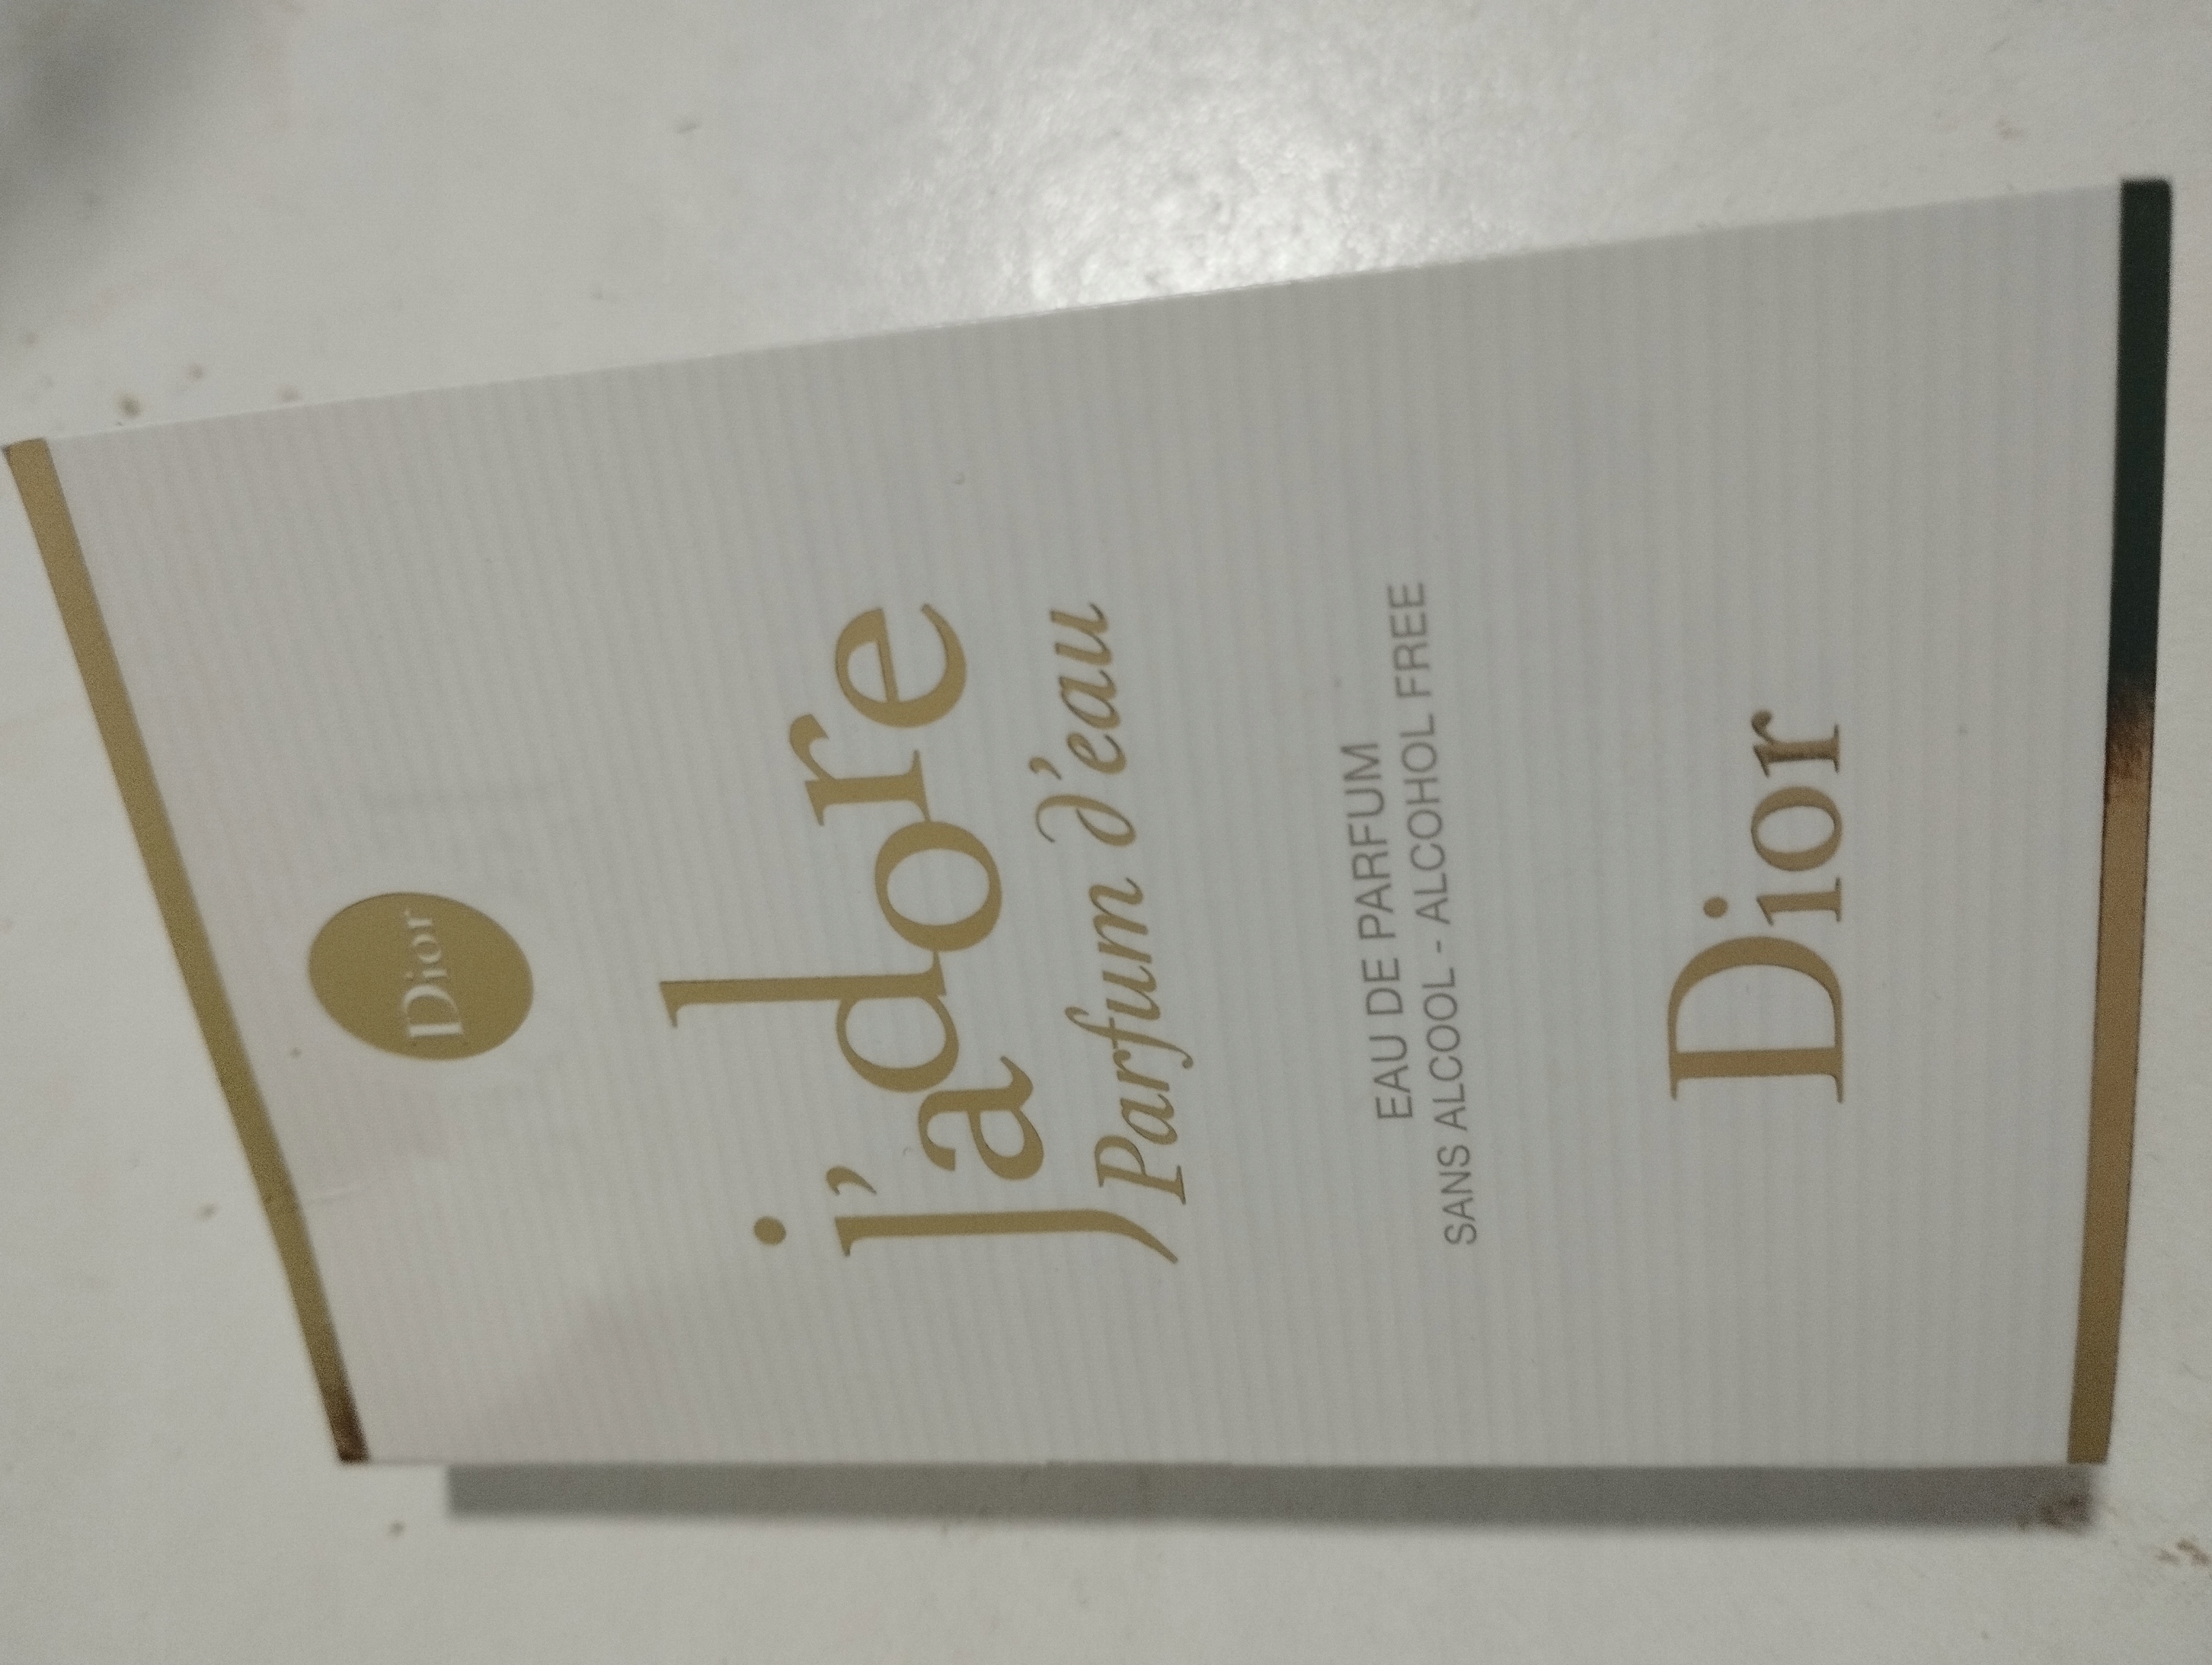 Dior
j'adore
Parfum d'eau
EAU DE PARFUM
SANS ALCOOL - ALCOHOL FREE
Dior